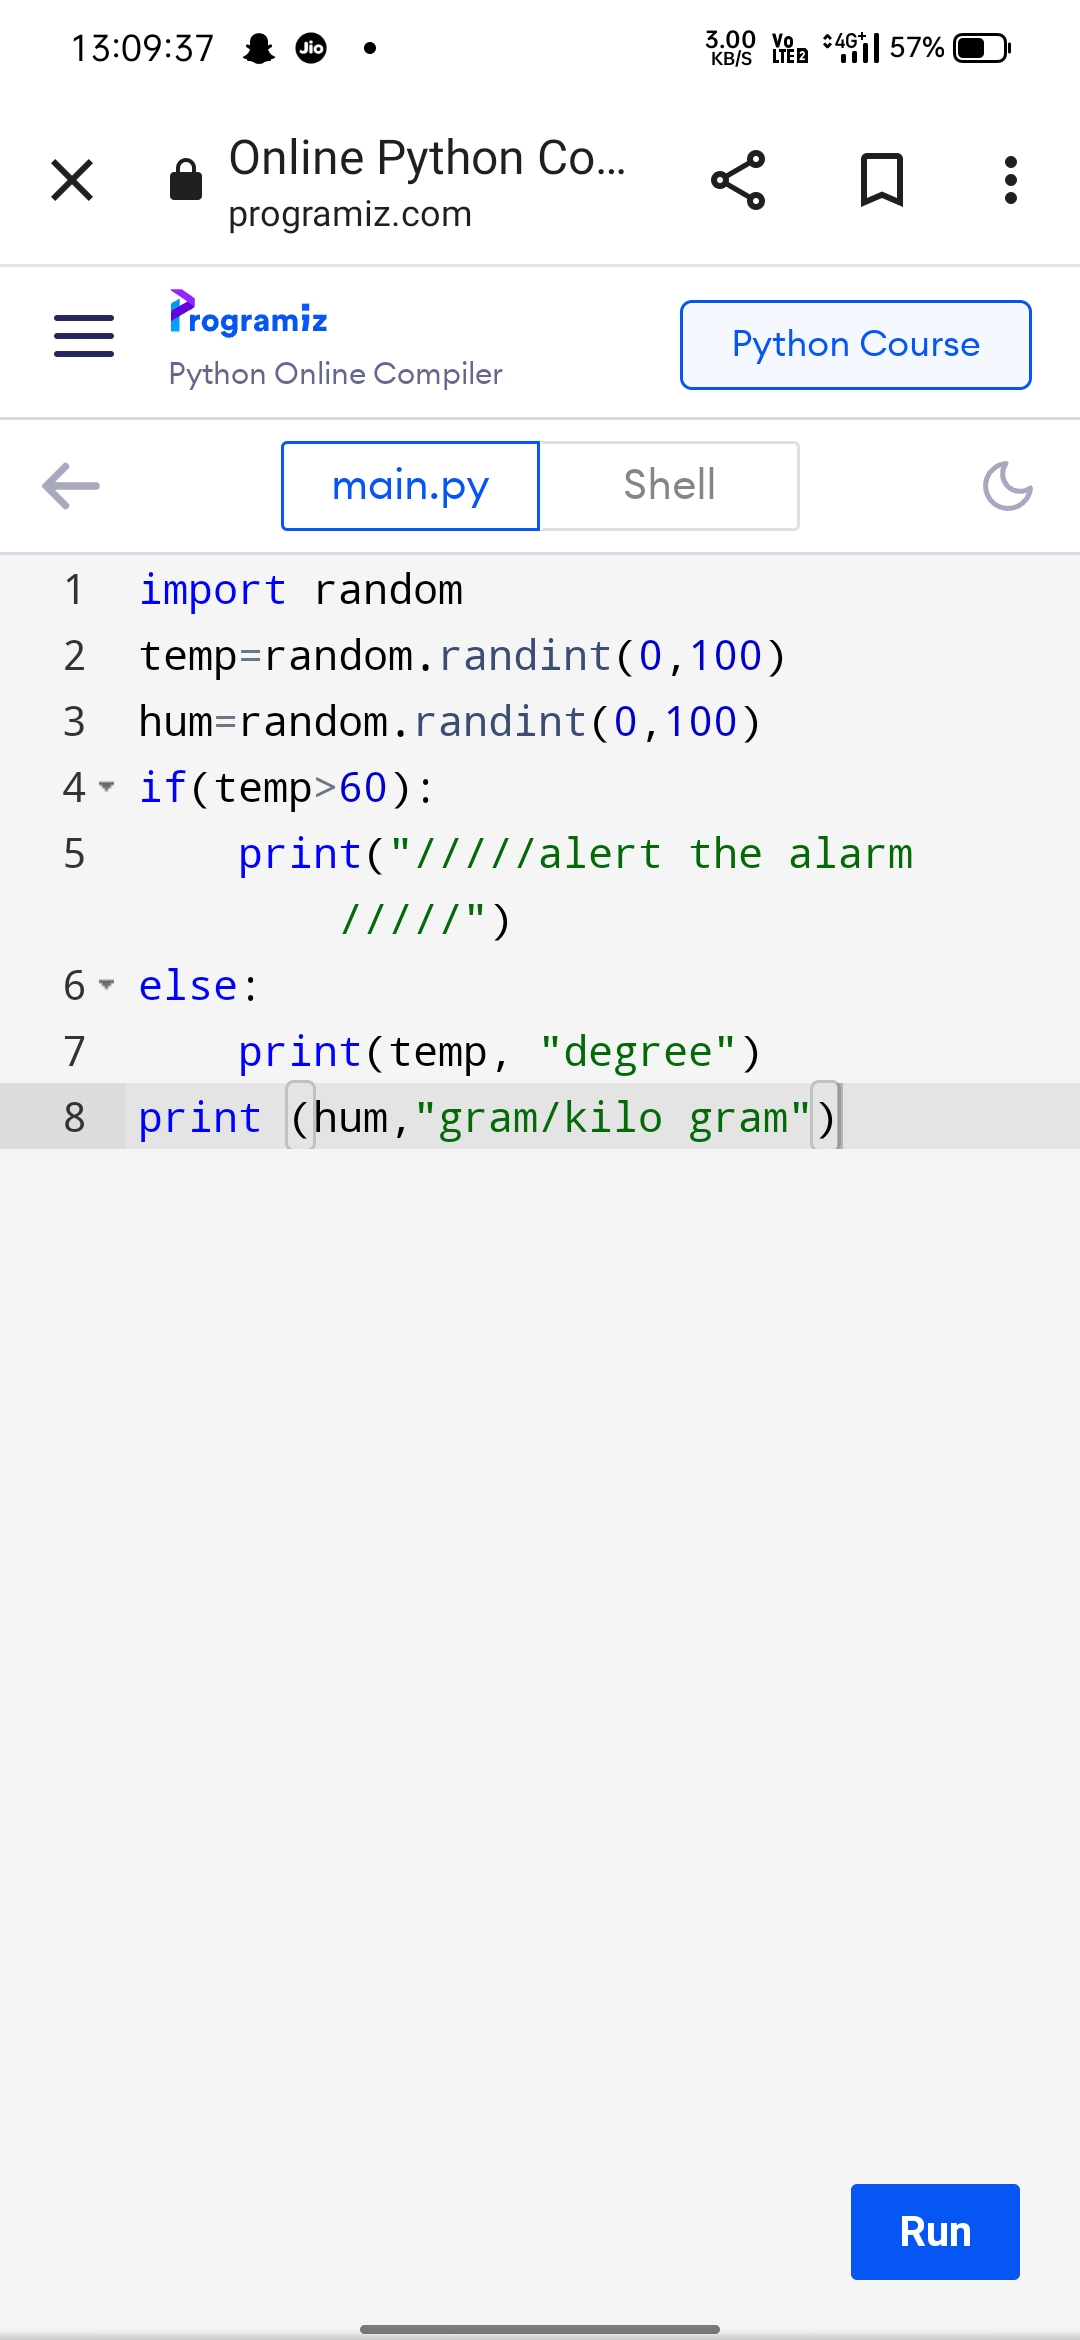 13:09:37 Jio 3.00 KB/S Vo LTE 2 4G+ 57%
Online Python Co...
programiz.com
Programiz
Python Online Compiler
Python Course
main.py Shell
1 import random
2 temp=random.randint(0,100)
3 hum=random.randint(0,100)
4 if(temp>60):
5 print("/////alert the alarm
/////")
6 else:
7 print(temp, "degree")
8 print (hum,"gram/kilo gram")
Run